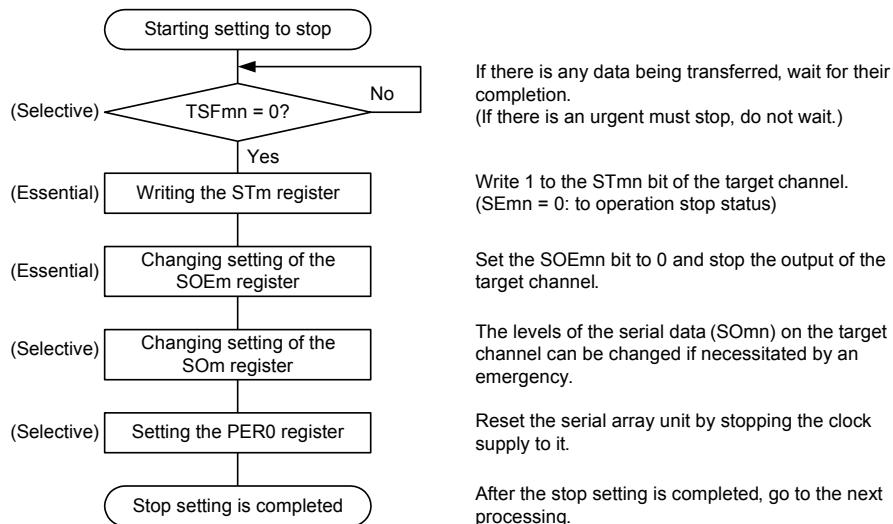 Starting setting to stop
No
(Selective)
TSFmn = 0?
If there is any data being transferred, wait for their
completion.
(If there is an urgent must stop, do not wait.)
Yes
(Essential)
Writing the STm register
Write 1 to the STmn bit of the target channel.
(SEmn = 0: to operation stop status)
(Essential)
Changing setting of the
SOEm register
Set the SOEmn bit to 0 and stop the output of the
target channel.
(Selective)
Changing setting of the
SOm register
The levels of the serial data (SOmn) on the target
channel can be changed if necessitated by an
emergency.
(Selective)
Setting the PER0 register
Reset the serial array unit by stopping the clock
supply to it.
Stop setting is completed
After the stop setting is completed, go to the next
processing.